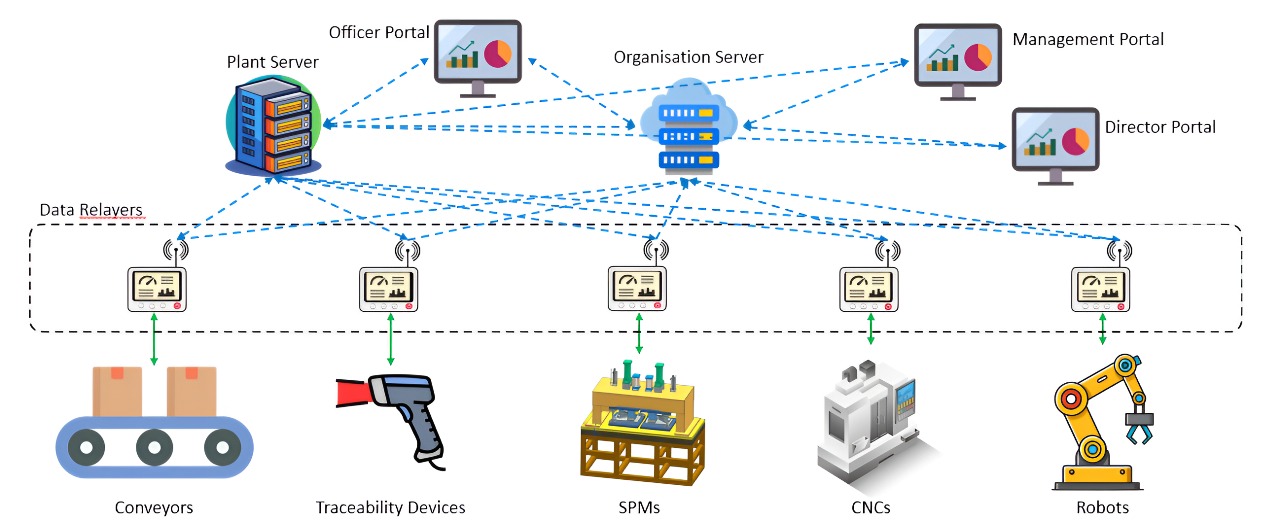 Officer Portal
Management Portal
Plant Server
Organisation Server
Director Portal
Data Relayers
Conveyors
Traceability Devices
SPMs
CNCs
Robots